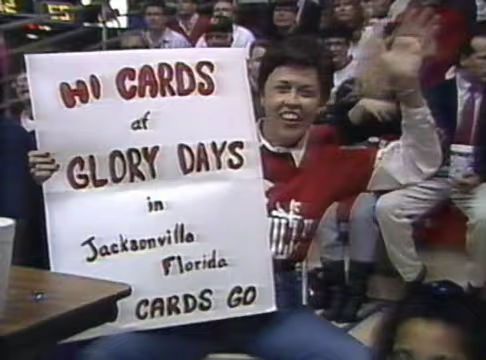 HI CARDS
at
GLORY DAYS
in
Jacksonville
Florida
CARDS GO